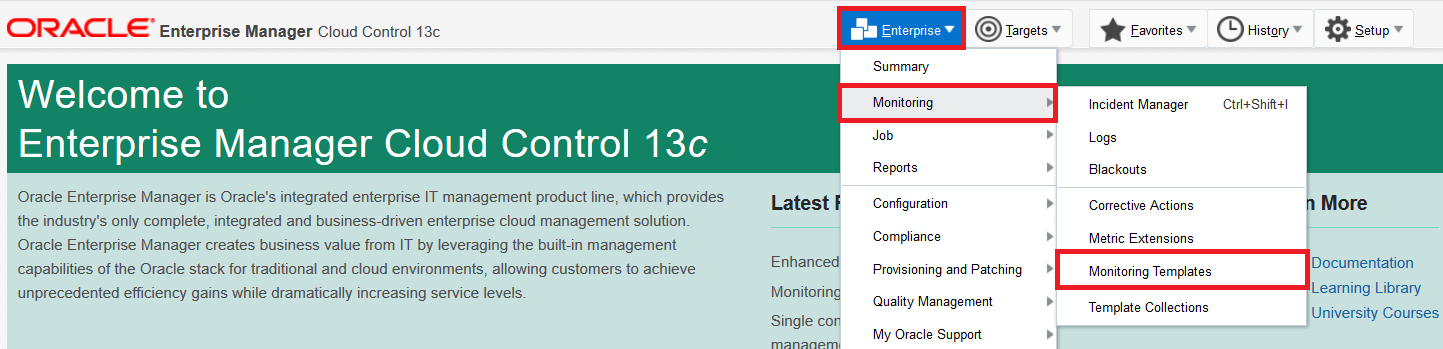 ORACLE Enterprise Manager Cloud Control 13c
Enterprise
Targets
Favorites
History
Setup
Welcome to
Enterprise Manager Cloud Control 13c
Oracle Enterprise Manager is Oracle's integrated enterprise IT management product line, which provides
the industry's only complete, integrated and business-driven enterprise cloud management solution.
Oracle Enterprise Manager creates business value from IT by leveraging the built-in management
capabilities of the Oracle stack for traditional and cloud environments, allowing customers to achieve
unprecedented efficiency gains while dramatically increasing service levels.
Latest
Enhanced
Monitoring
Single
Summary
Monitoring
Job
Reports
Configuration
Compliance
Provisioning and Patching
Quality Management
My Oracle Support
Incident Manager Ctrl+Shift+I
Logs
Blackouts
Corrective Actions
Metric Extensions
Monitoring Templates
Template Collections
More
Documentation
Learning Library
University Courses